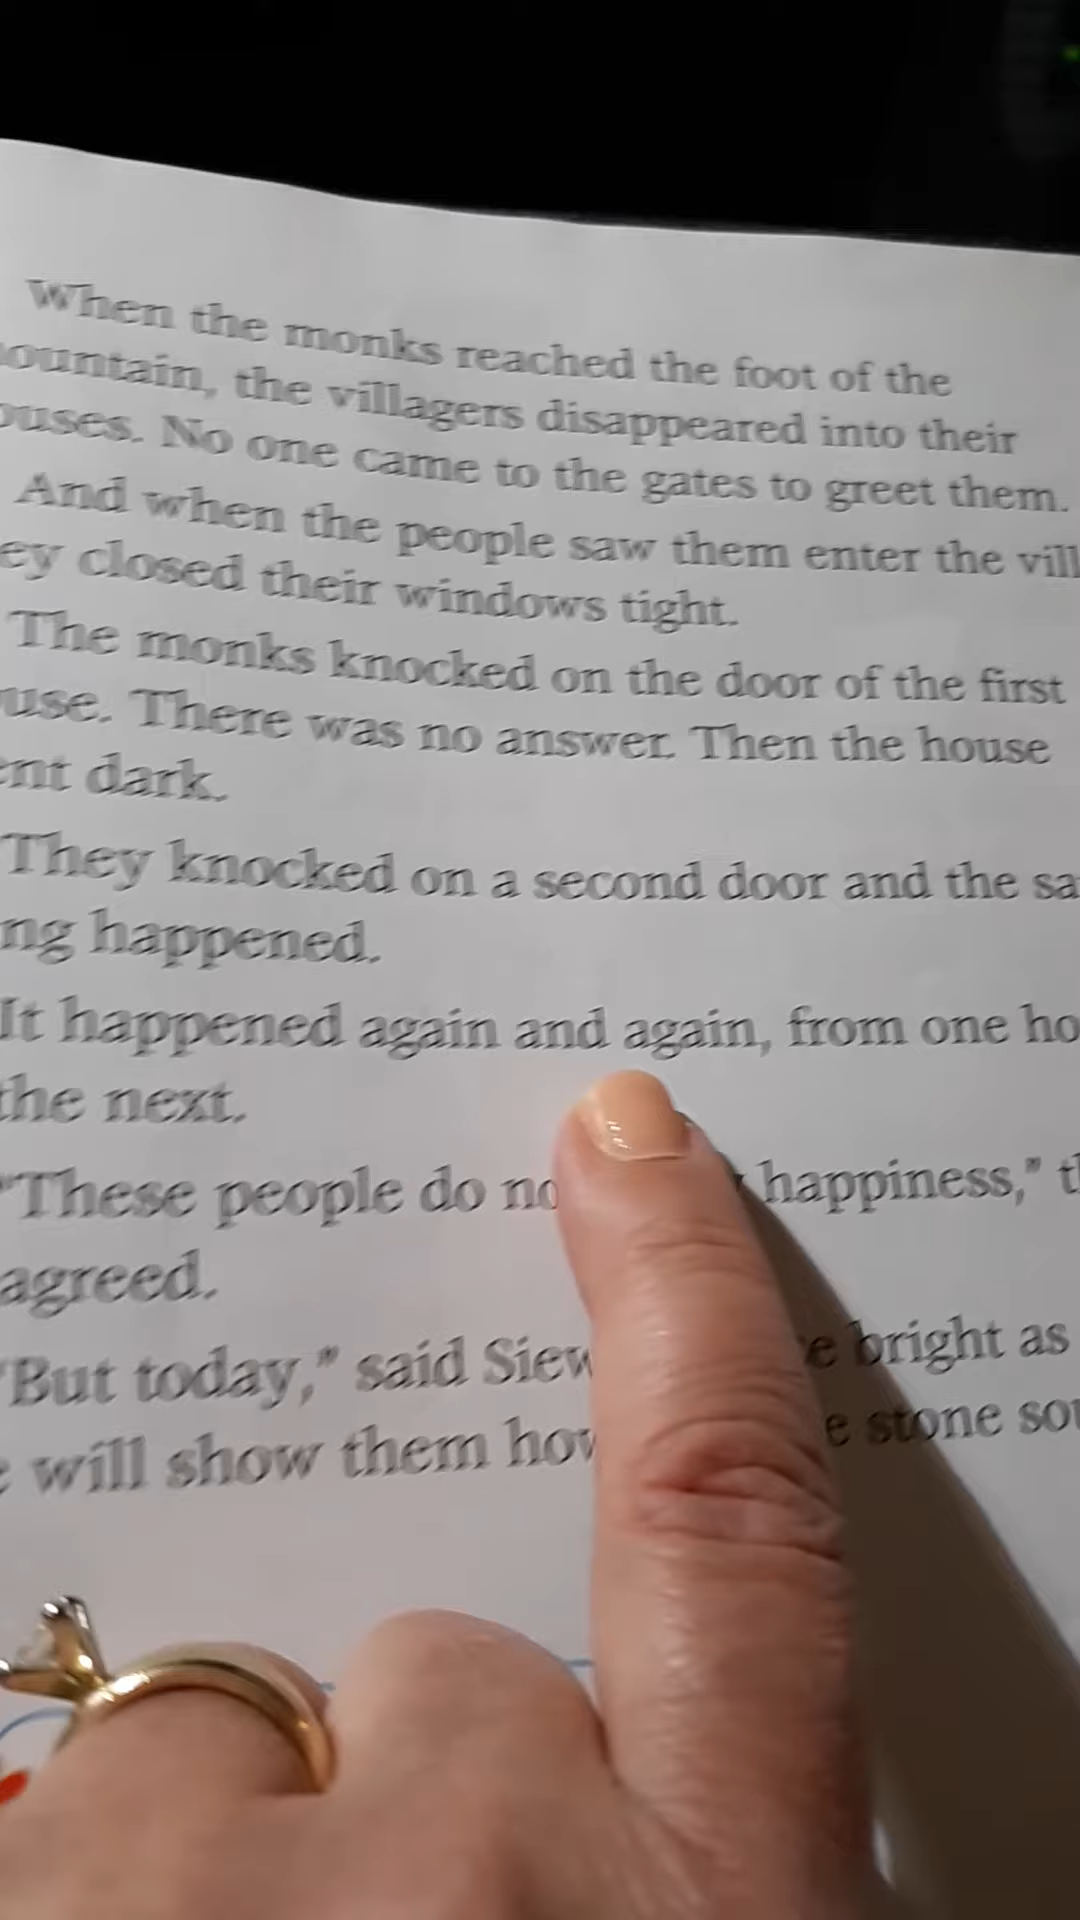 When the monks reached the foot of the
ountain, the villagers disappeared into their
ouses. No one came to the gates to greet them.
And when the people saw them enter the vill
ey closed their windows tight.
The monks knocked on the door of the first
use. There was no answer. Then the house
ent dark.
They knocked on a second door and the sa
ng happened.
It happened again and again, from one ho
the next.
"These people do no happiness," th
agreed.
"But today," said Siew e bright as
will show them how e stone sou